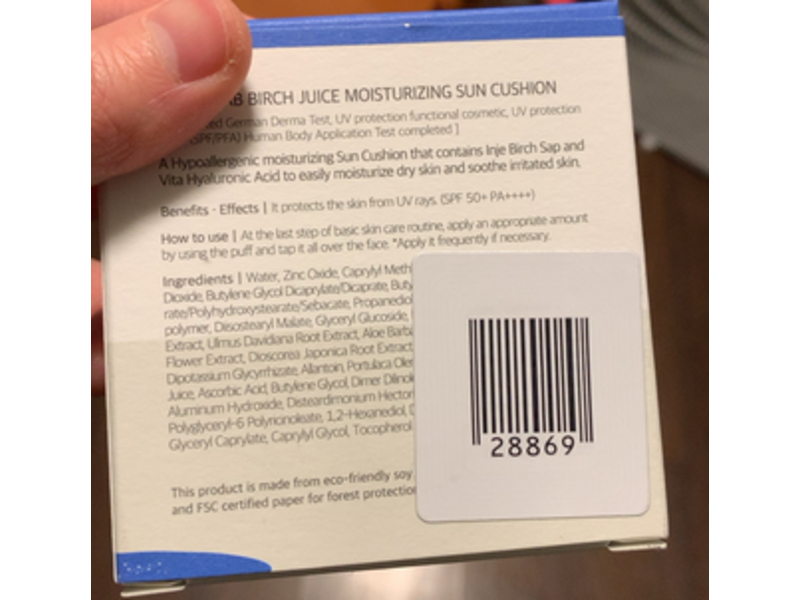 AB BIRCH JUICE MOISTURIZING SUN CUSHION
German Derma Test, UV protection functional cosmetic, UV protection
(SPF/PFA) Human Body Application Test completed ]
A Hypoallergenic moisturizing Sun Cushion that contains Inje Birch Sap and
Vita Hyaluronic Acid to easily moisturize dry skin and soothe irritated skin.
Benefits - Effects | It protects the skin from UV rays. (SPF 50+ PA++++)
How to use | At the last step of basic skin care routine, apply an appropriate amount
by using the puff and tap it all over the face. *Apply it frequently if necessary.
Ingredients | Water, Zinc Oxide, Caprylyl Meth
Dioxide, Butylene Glycol Dicaprylate/Dicaprate, Buty
rate/Polyhydroxystearate/Sebacate, Propanediol
polymer, Diisostearyl Malate, Glyceryl Glucoside,
Extract, Ulmus Davidiana Root Extract, Aloe Barba
Flower Extract, Dioscorea Japonica Root Extract
Dipotassium Glycyrrhizate, Allantoin, Portulaca Oler
Juice, Ascorbic Acid, Butylene Glycol, Dimer Dilinole
Aluminum Hydroxide, Disteardimonium Hectori
Polyglyceryl-6 Polyricinoleate, 1,2-Hexanediol, D
Glyceryl Caprylate, Caprylyl Glycol, Tocopherol
This product is made from eco-friendly soy
and FSC certified paper for forest protection
28869